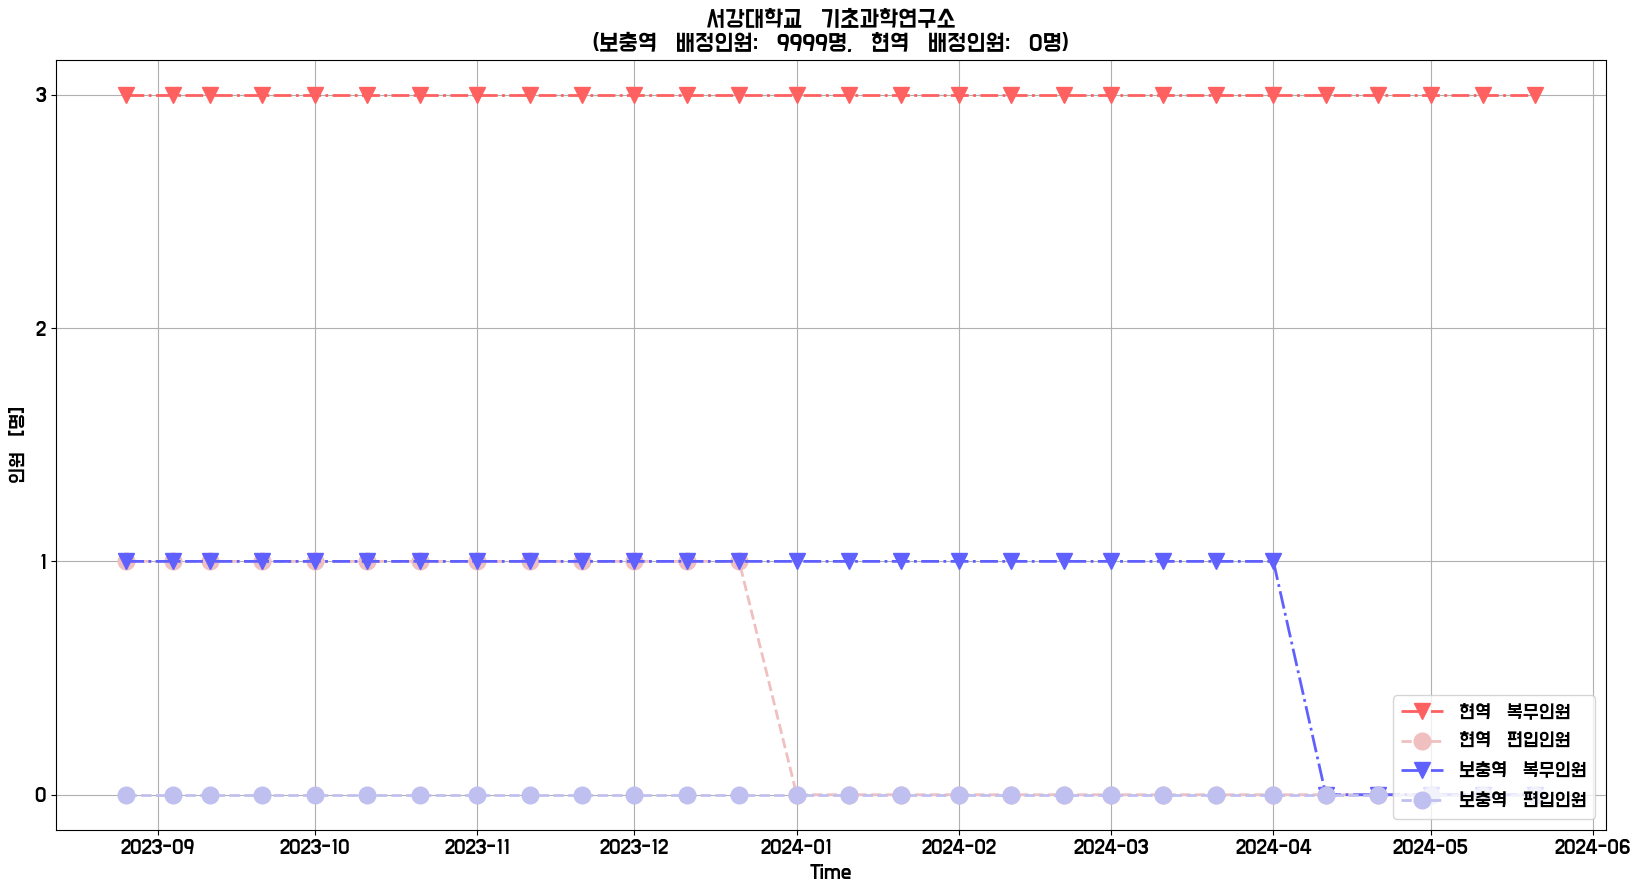 서강대학교 기초과학연구소
(보충역 배정인원: 9999명, 현역 배정인원: 0명)
3
2
1
0
인원 [명]
현역 복무인원
현역 편입인원
보충역 복무인원
보충역 편입인원
2023-09 2023-10 2023-11 2023-12 2024-01 2024-02 2024-03 2024-04 2024-05 2024-06
Time